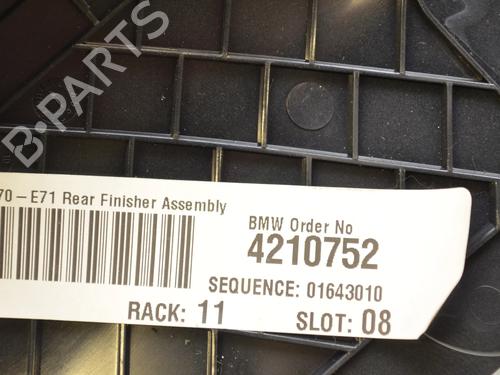 B-PARTS
70-E71 Rear Finisher Assembly
BMW Order No
4210752
SEQUENCE: 01643010
RACK: 11
SLOT: 08